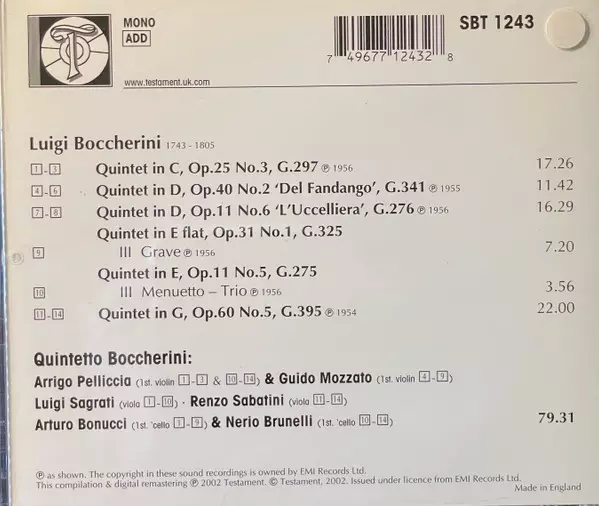 MONO
ADD
SBT 1243
7 49677 12432 8
www.testament.uk.com
Luigi Boccherini 1743 - 1805
1-3 Quintet in C, Op.25 No.3, G.297 ℗ 1956 17.26
4-6 Quintet in D, Op.40 No.2 ‘Del Fandango’, G.341 ℗ 1955 11.42
7-8 Quintet in D, Op.11 No.6 ‘L’Uccelliera’, G.276 ℗ 1956 16.29
Quintet in E flat, Op.31 No.1, G.325
9 III Grave ℗ 1956 7.20
Quintet in E, Op.11 No.5, G.275
10 III Menuetto – Trio ℗ 1956 3.56
11-14 Quintet in G, Op.60 No.5, G.395 ℗ 1954 22.00
Quintetto Boccherini:
Arrigo Pelliccia (1st. violin 1-3 & 10-14) & Guido Mozzato (1st. violin 4-9)
Luigi Sagrati (viola 1-10) · Renzo Sabatini (viola 11-14)
Arturo Bonucci (1st. 'cello 1-9) & Nerio Brunelli (1st. 'cello 10-14) 79.31
℗ as shown. The copyright in these sound recordings is owned by EMI Records Ltd.
This compilation & digital remastering ℗ 2002 Testament. © Testament, 2002. Issued under licence from EMI Records Ltd.
Made in England